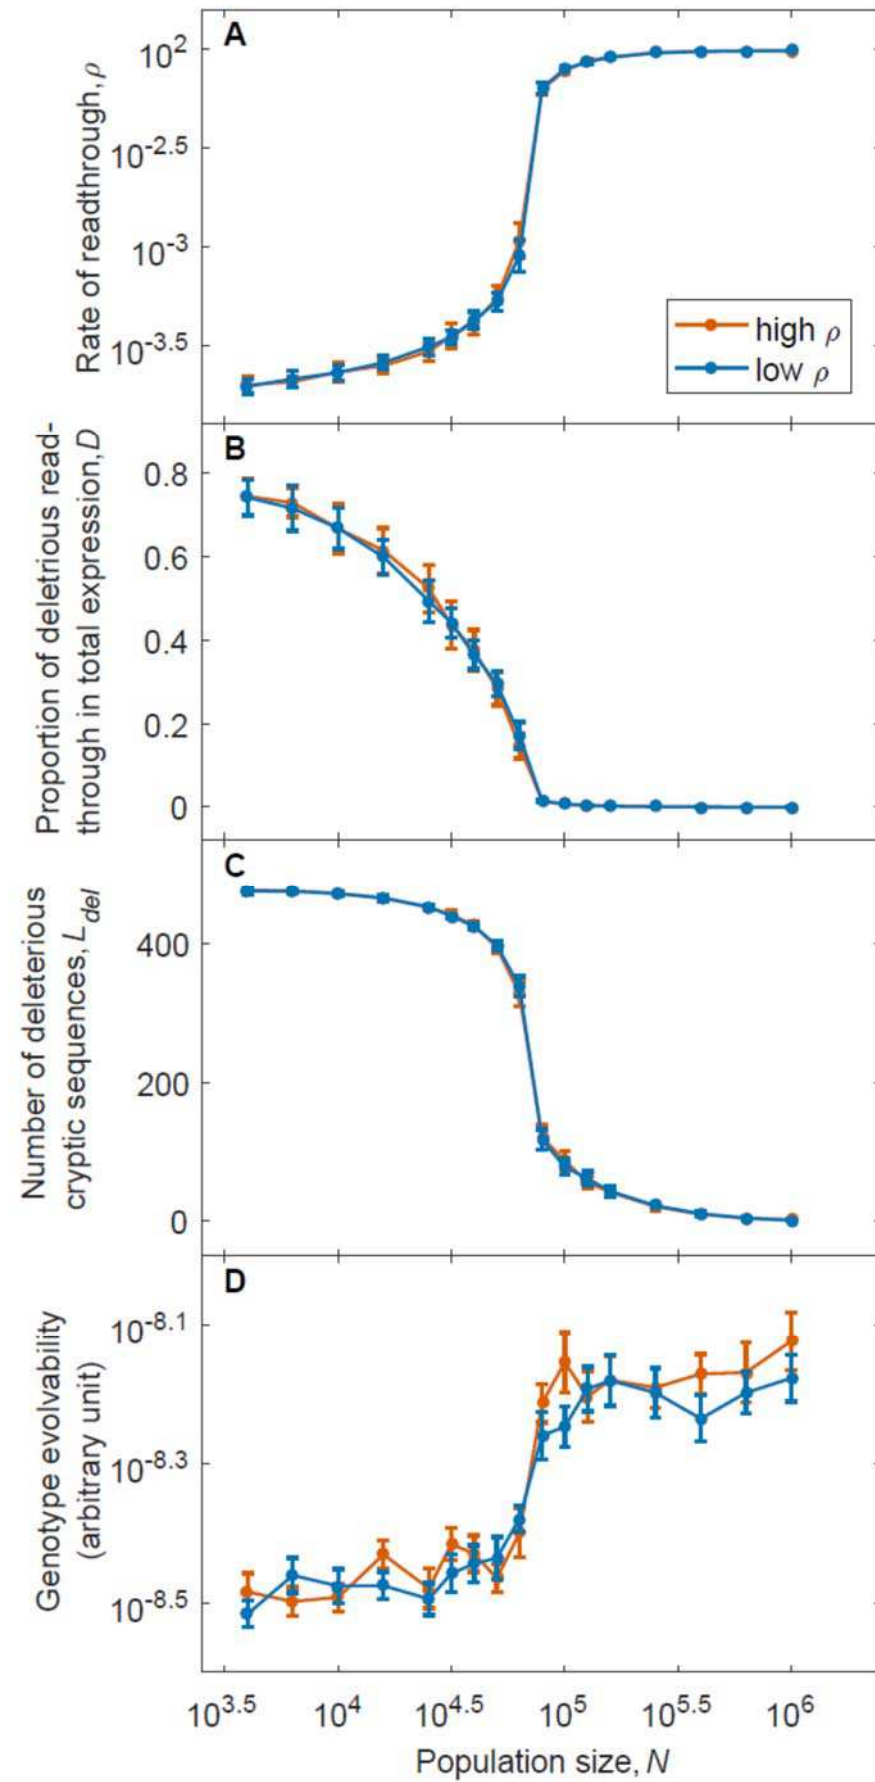 A
Rate of readthrough, ρ
10^2
10^-2.5
10^-3
10^-3.5
high ρ
low ρ
B
Proportion of deletrious read-
through in total expression, D
0.8
0.6
0.4
0.2
0
C
Number of deleterious
cryptic sequences, L_del
400
200
0
D
Genotype evolvability
(arbitrary unit)
10^-8.1
10^-8.3
10^-8.5
10^3.5 10^4 10^4.5 10^5 10^5.5 10^6
Population size, N